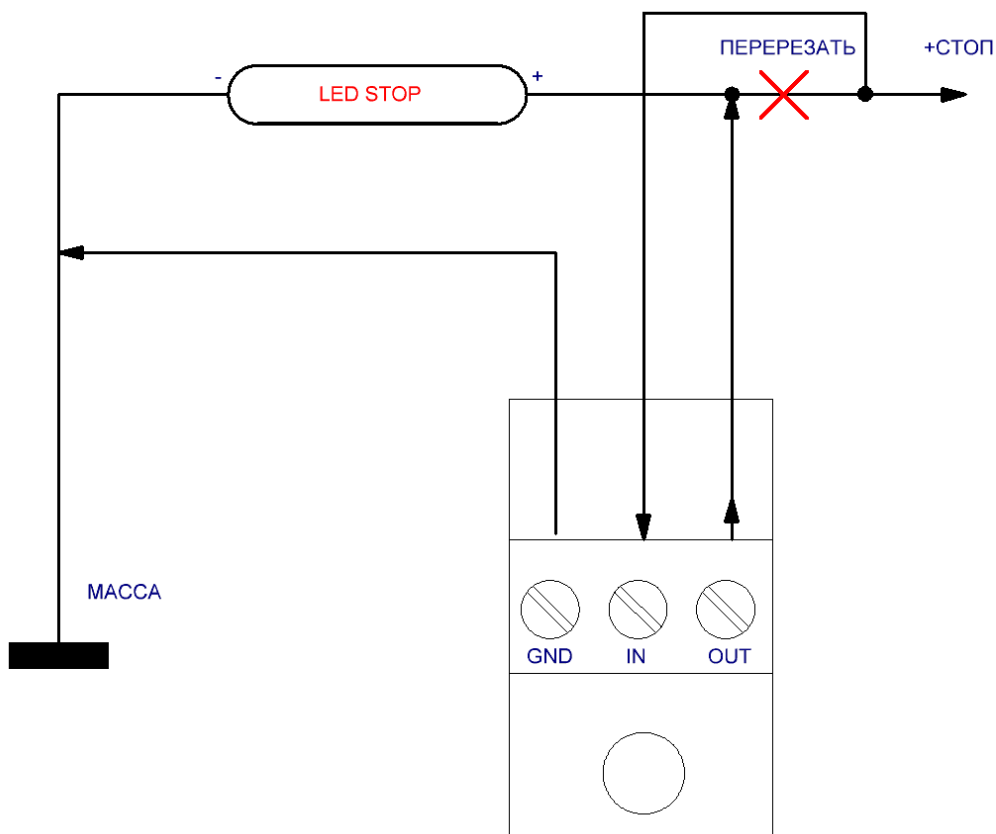 ПЕРЕРЕЗАТЬ
+СТОП
-
LED STOP
+
МАССА
GND
IN
OUT